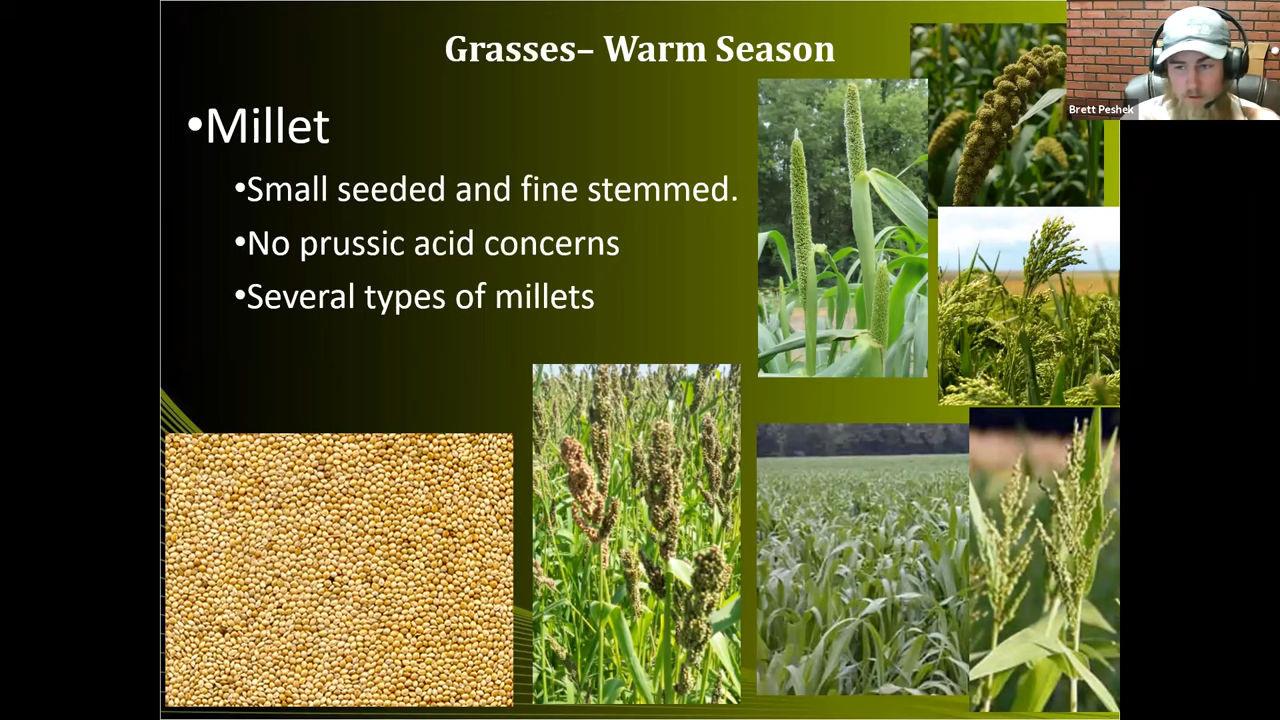 Grasses– Warm Season
•Millet
•Small seeded and fine stemmed.
•No prussic acid concerns
•Several types of millets
Brett Peshek